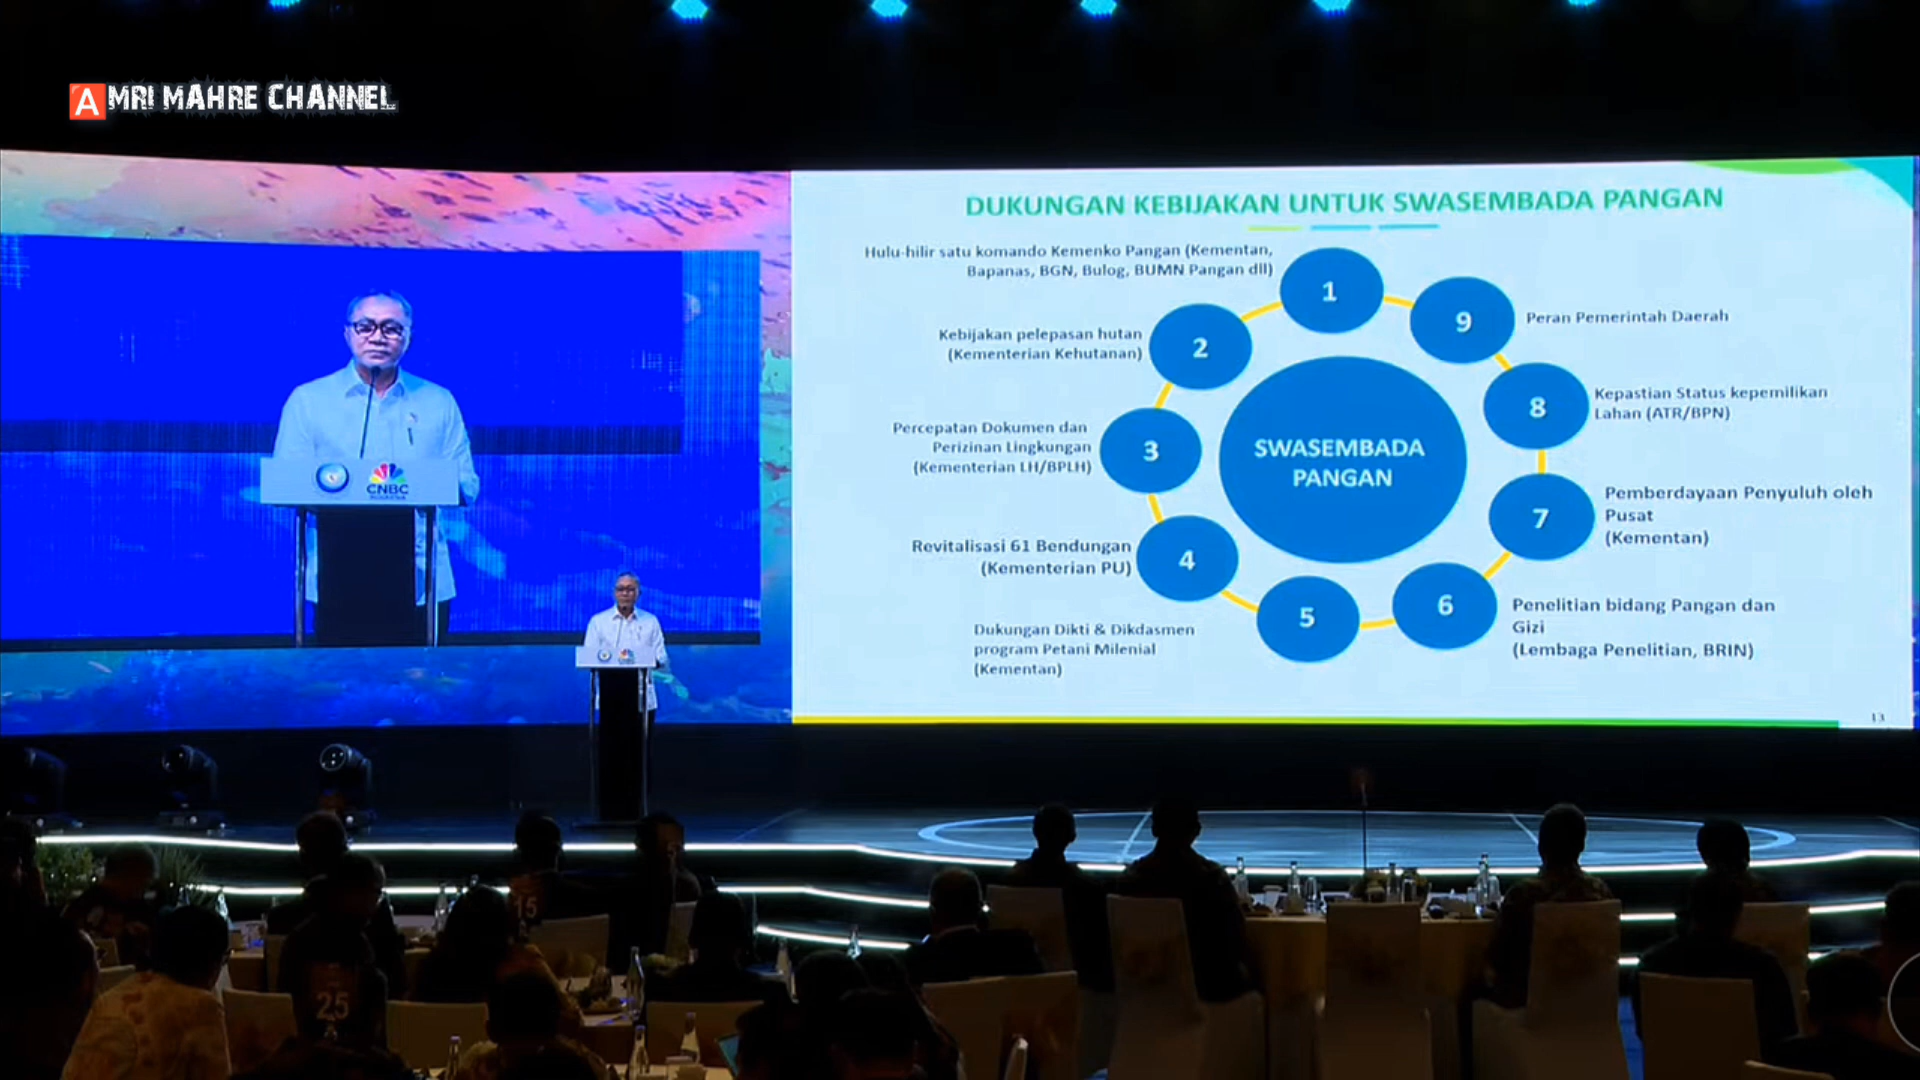 AMRI MAHRE CHANNEL
DUKUNGAN KEBIJAKAN UNTUK SWASEMBADA PANGAN
Hulu-hilir satu komando Kemenko Pangan (Kementan,
Bapanas, BGN, Bulog, BUMN Pangan dll)
1
Kebijakan pelepasan hutan
(Kementerian Kehutanan)
2
Percepatan Dokumen dan
Perizinan Lingkungan
(Kementerian LH/BPLH)
3
Revitalisasi 61 Bendungan
(Kementerian PU)
4
Dukungan Dikti & Dikdasmen
program Petani Milenial
(Kementan)
5
6
Penelitian bidang Pangan dan
Gizi
(Lembaga Penelitian, BRIN)
7
Pemberdayaan Penyuluh oleh
Pusat
(Kementan)
8
Kepastian Status kepemilikan
Lahan (ATR/BPN)
9
Peran Pemerintah Daerah
SWASEMBADA
PANGAN
13
CNBC
INDONESIA
15
25